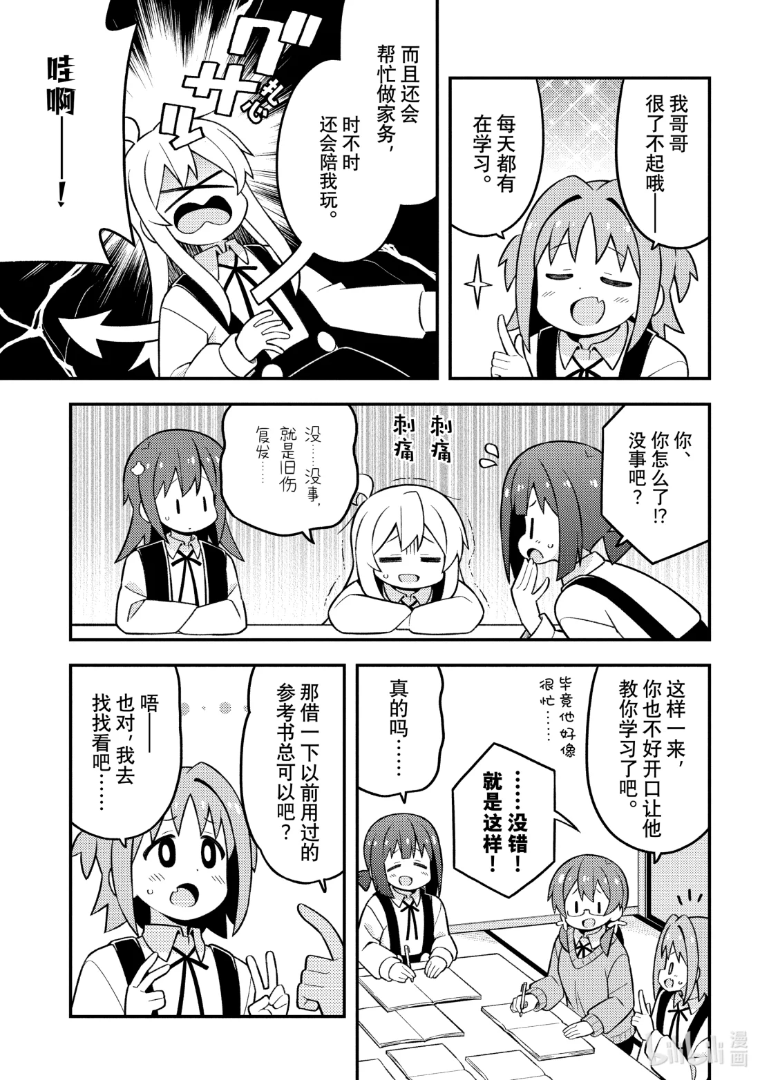 我哥哥
很了不起哦——
每天都有
在学习。
而且还会
帮忙做家务，
时不时
还会陪我玩。
グサッ
扎心
哇啊——！
你、
你怎么了!?
没事吧？
刺痛
刺痛
没……没事，
就是旧伤
复发……
这样一来，
你也不好开口让他
教你学习了吧。
毕竟他好像
很忙……
……没错！
就是这样！
真的吗……
那借一下以前用过的
参考书总可以吧？
唔——
也对，我去
找找看吧……
bilibili
漫画